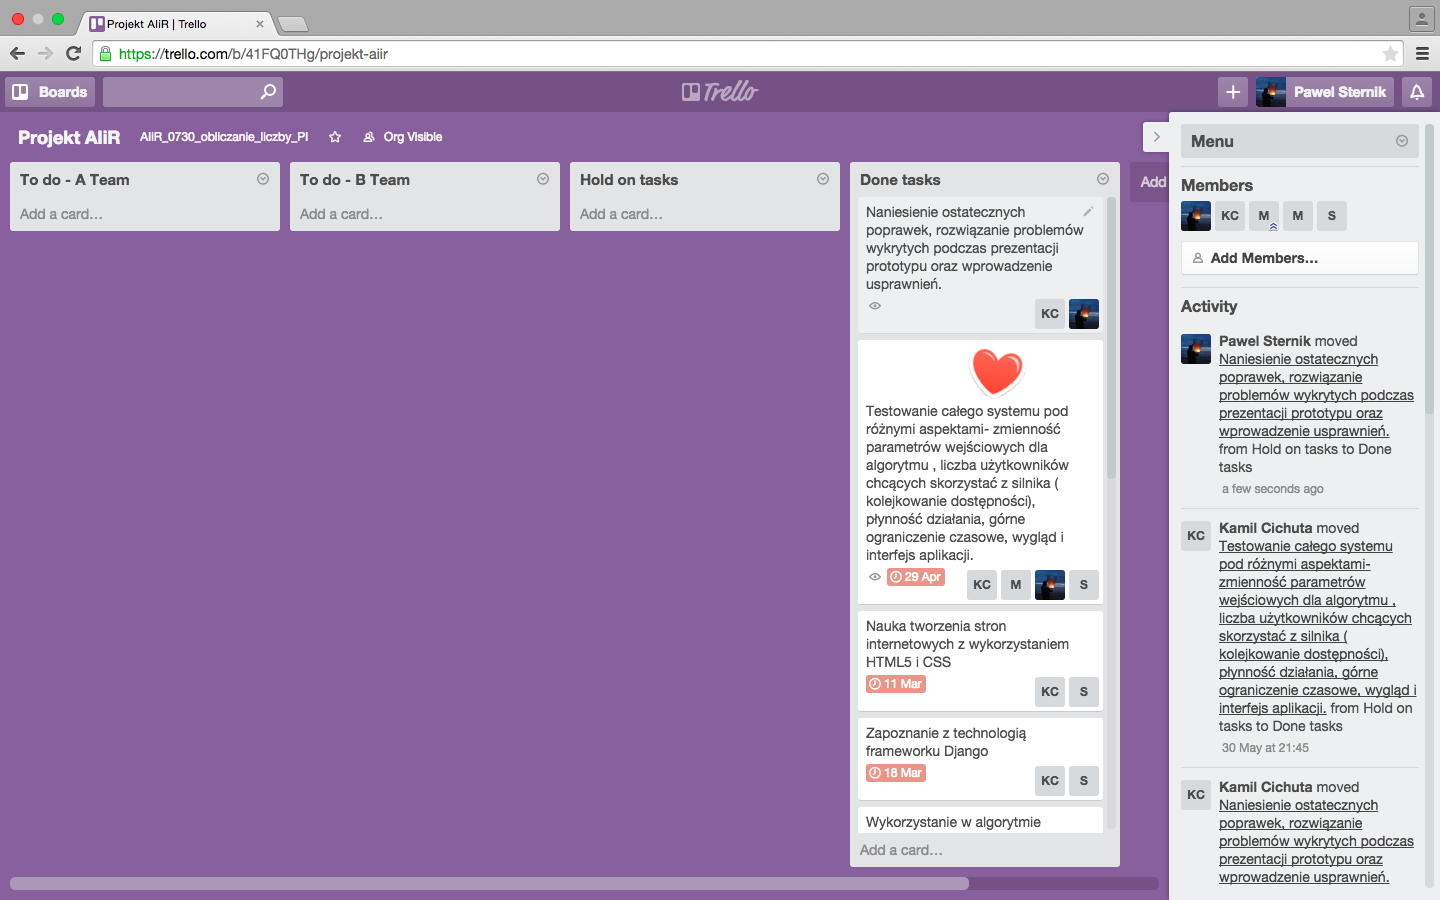 Projekt AIiR | Trello
https://trello.com/b/41FQ0THg/projekt-aiir
Boards
Trello
Pawel Sternik
Projekt AIiR
AIiR_0730_obliczanie_liczby_PI
Org Visible
To do - A Team
Add a card...
To do - B Team
Add a card...
Hold on tasks
Add a card...
Done tasks
Naniesienie ostatecznych
poprawek, rozwiązanie problemów
wykrytych podczas prezentacji
prototypu oraz wprowadzenie
usprawnień.
KC
Testowanie całego systemu pod
różnymi aspektami- zmienność
parametrów wejściowych dla
algorytmu , liczba użytkowników
chcących skorzystać z silnika (
kolejkowanie dostępności),
płynność działania, górne
ograniczenie czasowe, wygląd i
interfejs aplikacji.
29 Apr
KC M S
Nauka tworzenia stron
internetowych z wykorzystaniem
HTML5 i CSS
11 Mar
KC S
Zapoznanie z technologią
frameworku Django
18 Mar
KC S
Wykorzystanie w algorytmie
Add a card...
Add
Menu
Members
KC M M S
Add Members...
Activity
Pawel Sternik moved
Naniesienie ostatecznych
poprawek, rozwiązanie
problemów wykrytych podczas
prezentacji prototypu oraz
wprowadzenie usprawnień.
from Hold on tasks to Done
tasks
a few seconds ago
KC
Kamil Cichuta moved
Testowanie całego systemu
pod różnymi aspektami-
zmienność parametrów
wejściowych dla algorytmu ,
liczba użytkowników chcących
skorzystać z silnika (
kolejkowanie dostępności),
płynność działania, górne
ograniczenie czasowe, wygląd i
interfejs aplikacji. from Hold on
tasks to Done tasks
30 May at 21:45
KC
Kamil Cichuta moved
Naniesienie ostatecznych
poprawek, rozwiązanie
problemów wykrytych podczas
prezentacji prototypu oraz
wprowadzenie usprawnień.